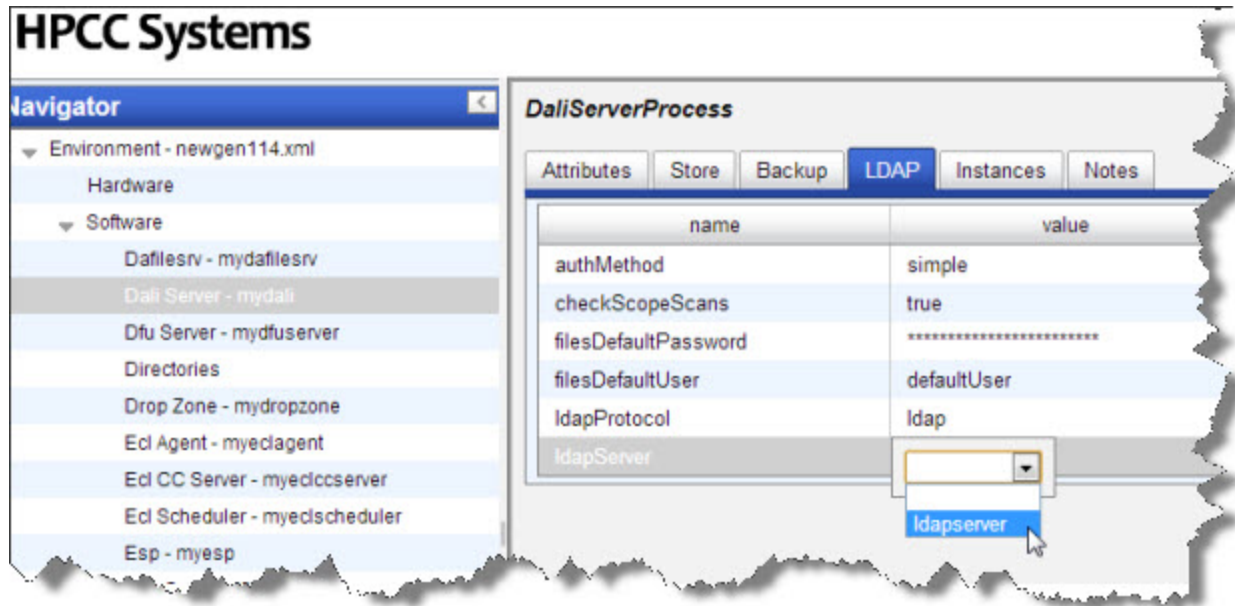 HPCC Systems
Navigator
Environment - newgen114.xml
Hardware
Software
Dafilesrv - mydafilesrv
Dali Server - mydali
Dfu Server - mydfuserver
Directories
Drop Zone - mydropzone
Ecl Agent - myeclagent
Ecl CC Server - myeclccserver
Ecl Scheduler - myeclscheduler
Esp - myesp
DaliServerProcess
Attributes Store Backup LDAP Instances Notes
name value
authMethod simple
checkScopeScans true
filesDefaultPassword ************************
filesDefaultUser defaultUser
ldapProtocol ldap
ldapServer
ldapserver